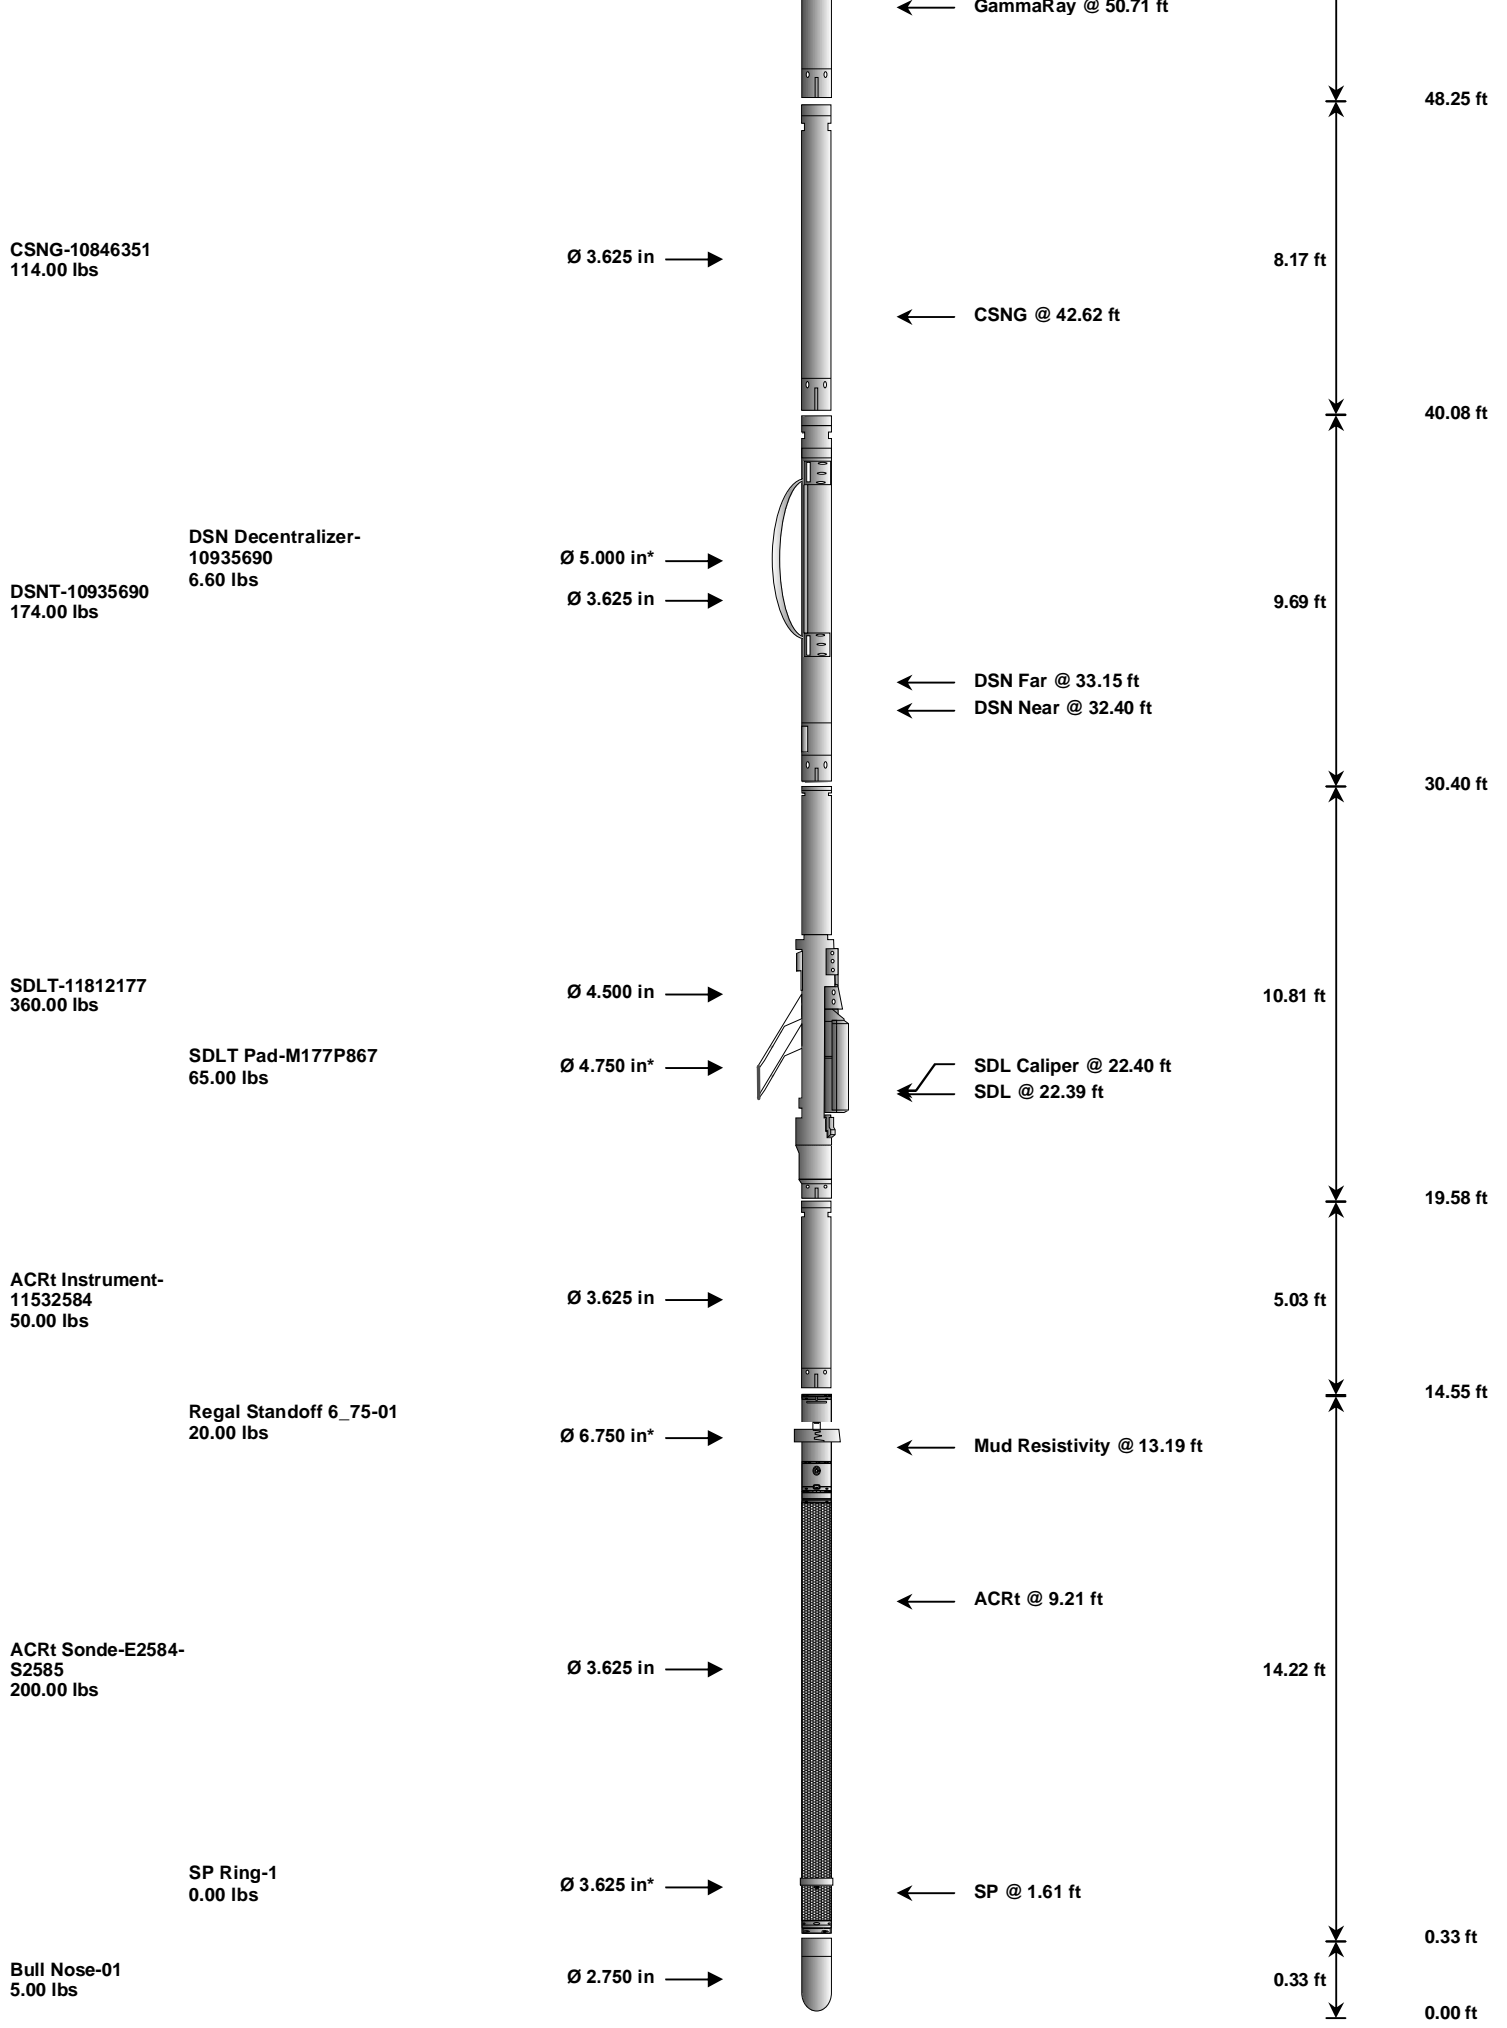 GammaRay @ 50.71 ft
48.25 ft
CSNG-10846351
114.00 lbs
Ø 3.625 in
8.17 ft
CSNG @ 42.62 ft
40.08 ft
DSN Decentralizer-
10935690
6.60 lbs
Ø 5.000 in*
DSNT-10935690
174.00 lbs
Ø 3.625 in
9.69 ft
DSN Far @ 33.15 ft
DSN Near @ 32.40 ft
30.40 ft
SDLT-11812177
360.00 lbs
Ø 4.500 in
10.81 ft
SDLT Pad-M177P867
65.00 lbs
Ø 4.750 in*
SDL Caliper @ 22.40 ft
SDL @ 22.39 ft
19.58 ft
ACRt Instrument-
11532584
50.00 lbs
Ø 3.625 in
5.03 ft
14.55 ft
Regal Standoff 6_75-01
20.00 lbs
Ø 6.750 in*
Mud Resistivity @ 13.19 ft
ACRt @ 9.21 ft
ACRt Sonde-E2584-
S2585
200.00 lbs
Ø 3.625 in
14.22 ft
SP Ring-1
0.00 lbs
Ø 3.625 in*
SP @ 1.61 ft
0.33 ft
Bull Nose-01
5.00 lbs
Ø 2.750 in
0.33 ft
0.00 ft